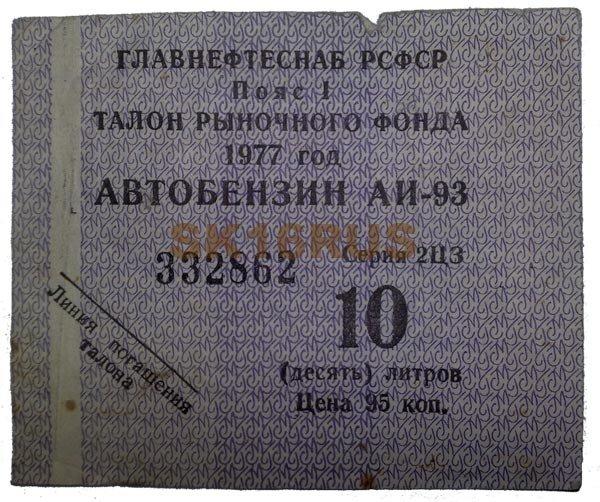 ГЛАВНЕФТЕСНАБ РСФСР
Пояс 1
ТАЛОН РЫНОЧНОГО ФОНДА
1977 год
АВТОБЕНЗИН АИ-93
SK16RUS
332862 Серия 2ЦЗ
10
(десять) литров
Цена 95 коп.
Линия погашения
талона